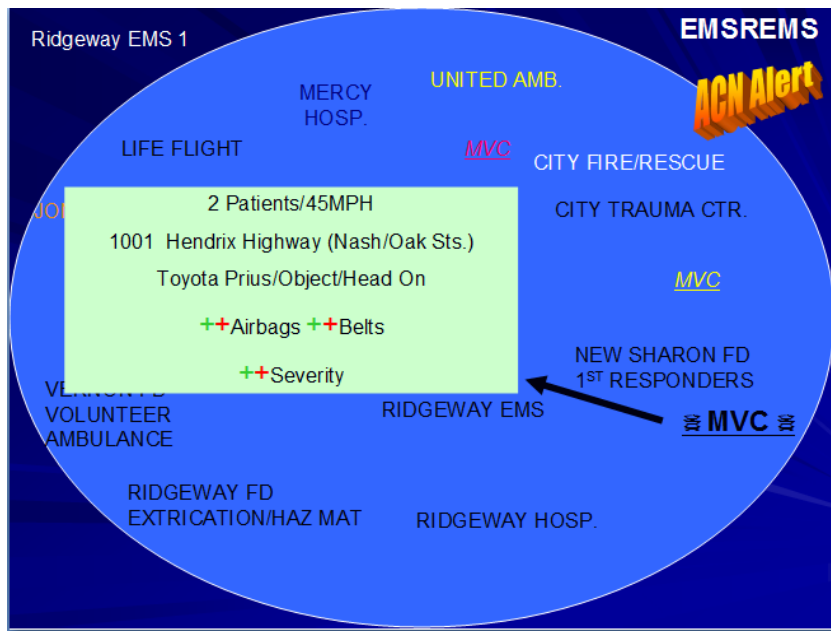 Ridgeway EMS 1
EMSREMS
ACN Alert
UNITED AMB.
MERCY
HOSP.
LIFE FLIGHT
MVC
CITY FIRE/RESCUE
CITY TRAUMA CTR.
2 Patients/45MPH
1001 Hendrix Highway (Nash/Oak Sts.)
Toyota Prius/Object/Head On
++Airbags ++Belts
++Severity
MVC
NEW SHARON FD
1ST RESPONDERS
MVC
VOLUNTEER
AMBULANCE
RIDGEWAY EMS
RIDGEWAY FD
EXTRICATION/HAZ MAT
RIDGEWAY HOSP.